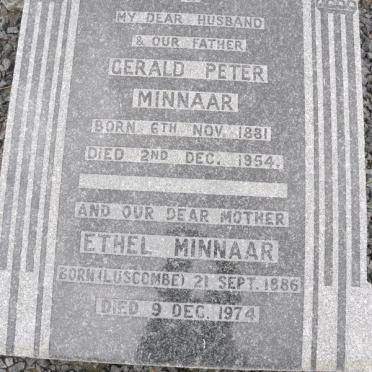 MY DEAR HUSBAND
& OUR FATHER
GERALD PETER
MINNAAR
BORN 6TH NOV. 1881
DIED 2ND DEC. 1954.
AND OUR DEAR MOTHER
ETHEL MINNAAR
BORN (LUSCOMBE) 21 SEPT. 1886
DIED 9 DEC. 1974